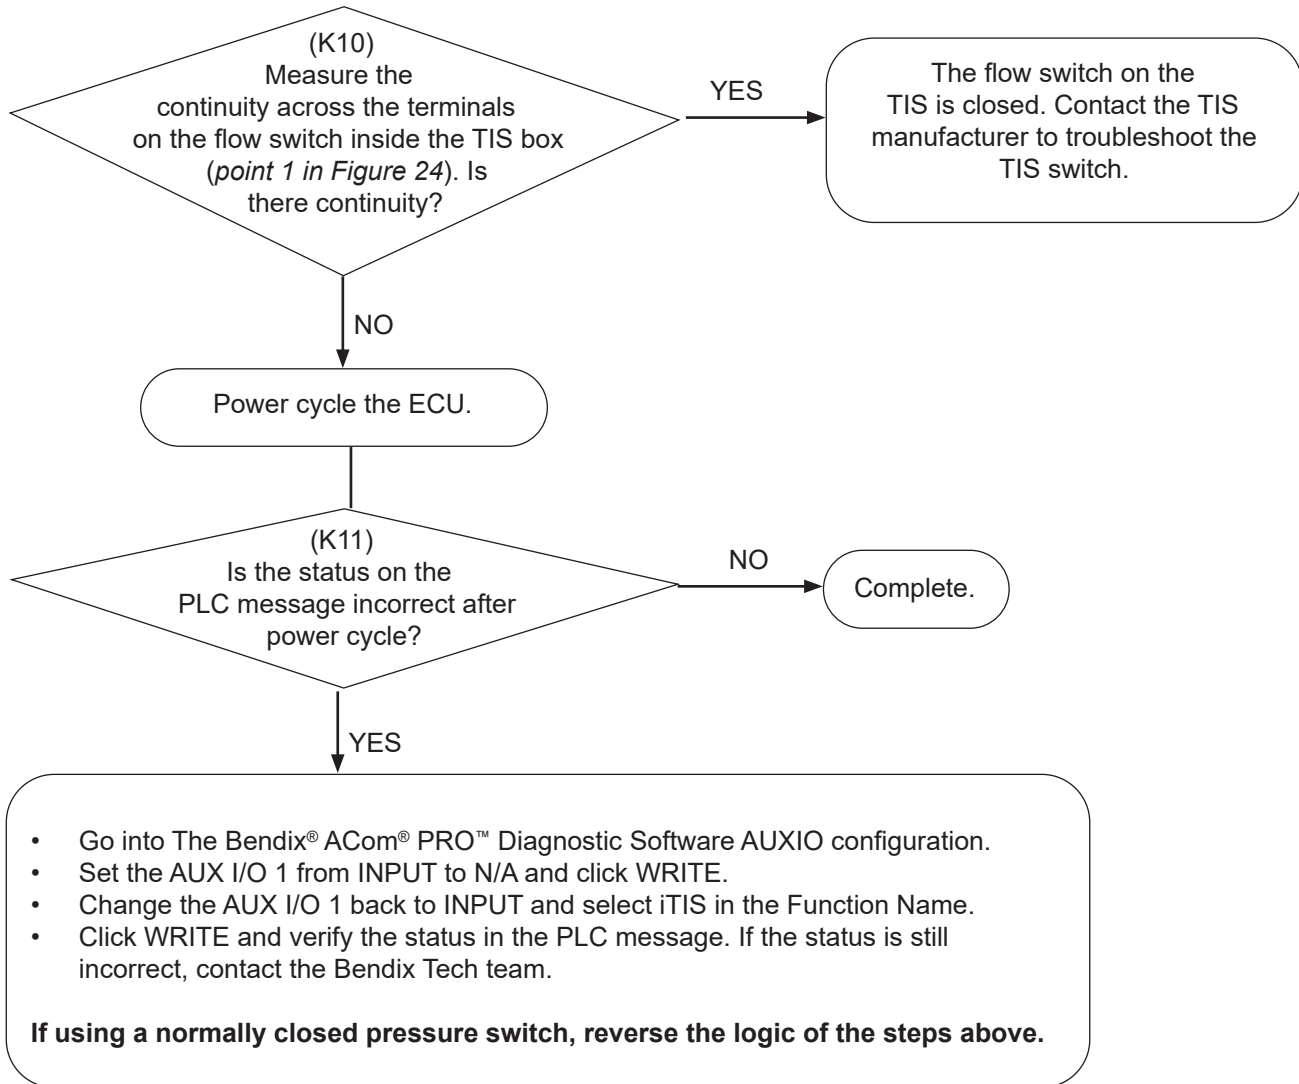 (K10)
Measure the
continuity across the terminals
on the flow switch inside the TIS box
(point 1 in Figure 24). Is
there continuity?
YES
The flow switch on the
TIS is closed. Contact the TIS
manufacturer to troubleshoot the
TIS switch.
NO
Power cycle the ECU.
(K11)
Is the status on the
PLC message incorrect after
power cycle?
NO
Complete.
YES
• Go into The Bendix® ACom® PRO™ Diagnostic Software AUXIO configuration.
• Set the AUX I/O 1 from INPUT to N/A and click WRITE.
• Change the AUX I/O 1 back to INPUT and select iTIS in the Function Name.
• Click WRITE and verify the status in the PLC message. If the status is still
incorrect, contact the Bendix Tech team.
If using a normally closed pressure switch, reverse the logic of the steps above.